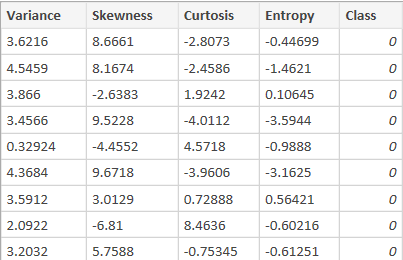 Variance Skewness Curtosis Entropy Class
3.6216 8.6661 -2.8073 -0.44699 0
4.5459 8.1674 -2.4586 -1.4621 0
3.866 -2.6383 1.9242 0.10645 0
3.4566 9.5228 -4.0112 -3.5944 0
0.32924 -4.4552 4.5718 -0.9888 0
4.3684 9.6718 -3.9606 -3.1625 0
3.5912 3.0129 0.72888 0.56421 0
2.0922 -6.81 8.4636 -0.60216 0
3.2032 5.7588 -0.75345 -0.61251 0